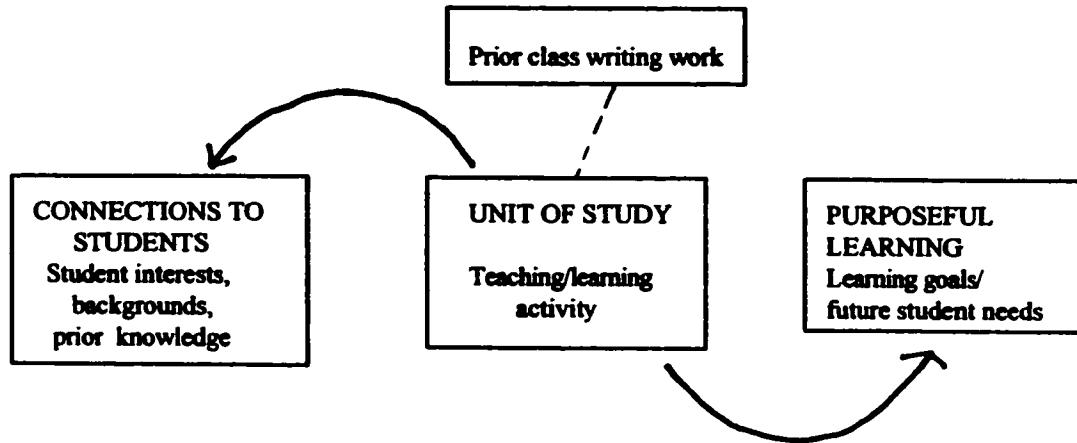 Prior class writing work
CONNECTIONS TO
STUDENTS
Student interests,
backgrounds,
prior knowledge
UNIT OF STUDY
Teaching/learning
activity
PURPOSEFUL
LEARNING
Learning goals/
future student needs